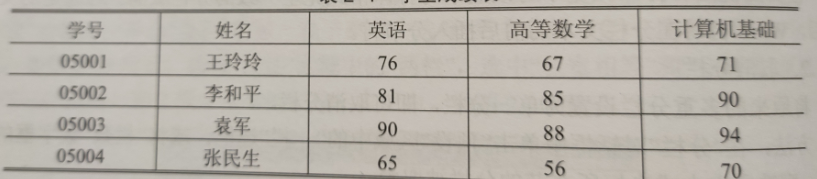 学号 姓名 英语 高等数学 计算机基础
05001 王玲玲 76 67 71
05002 李和平 81 85 90
05003 袁军 90 88 94
05004 张民生 65 56 70